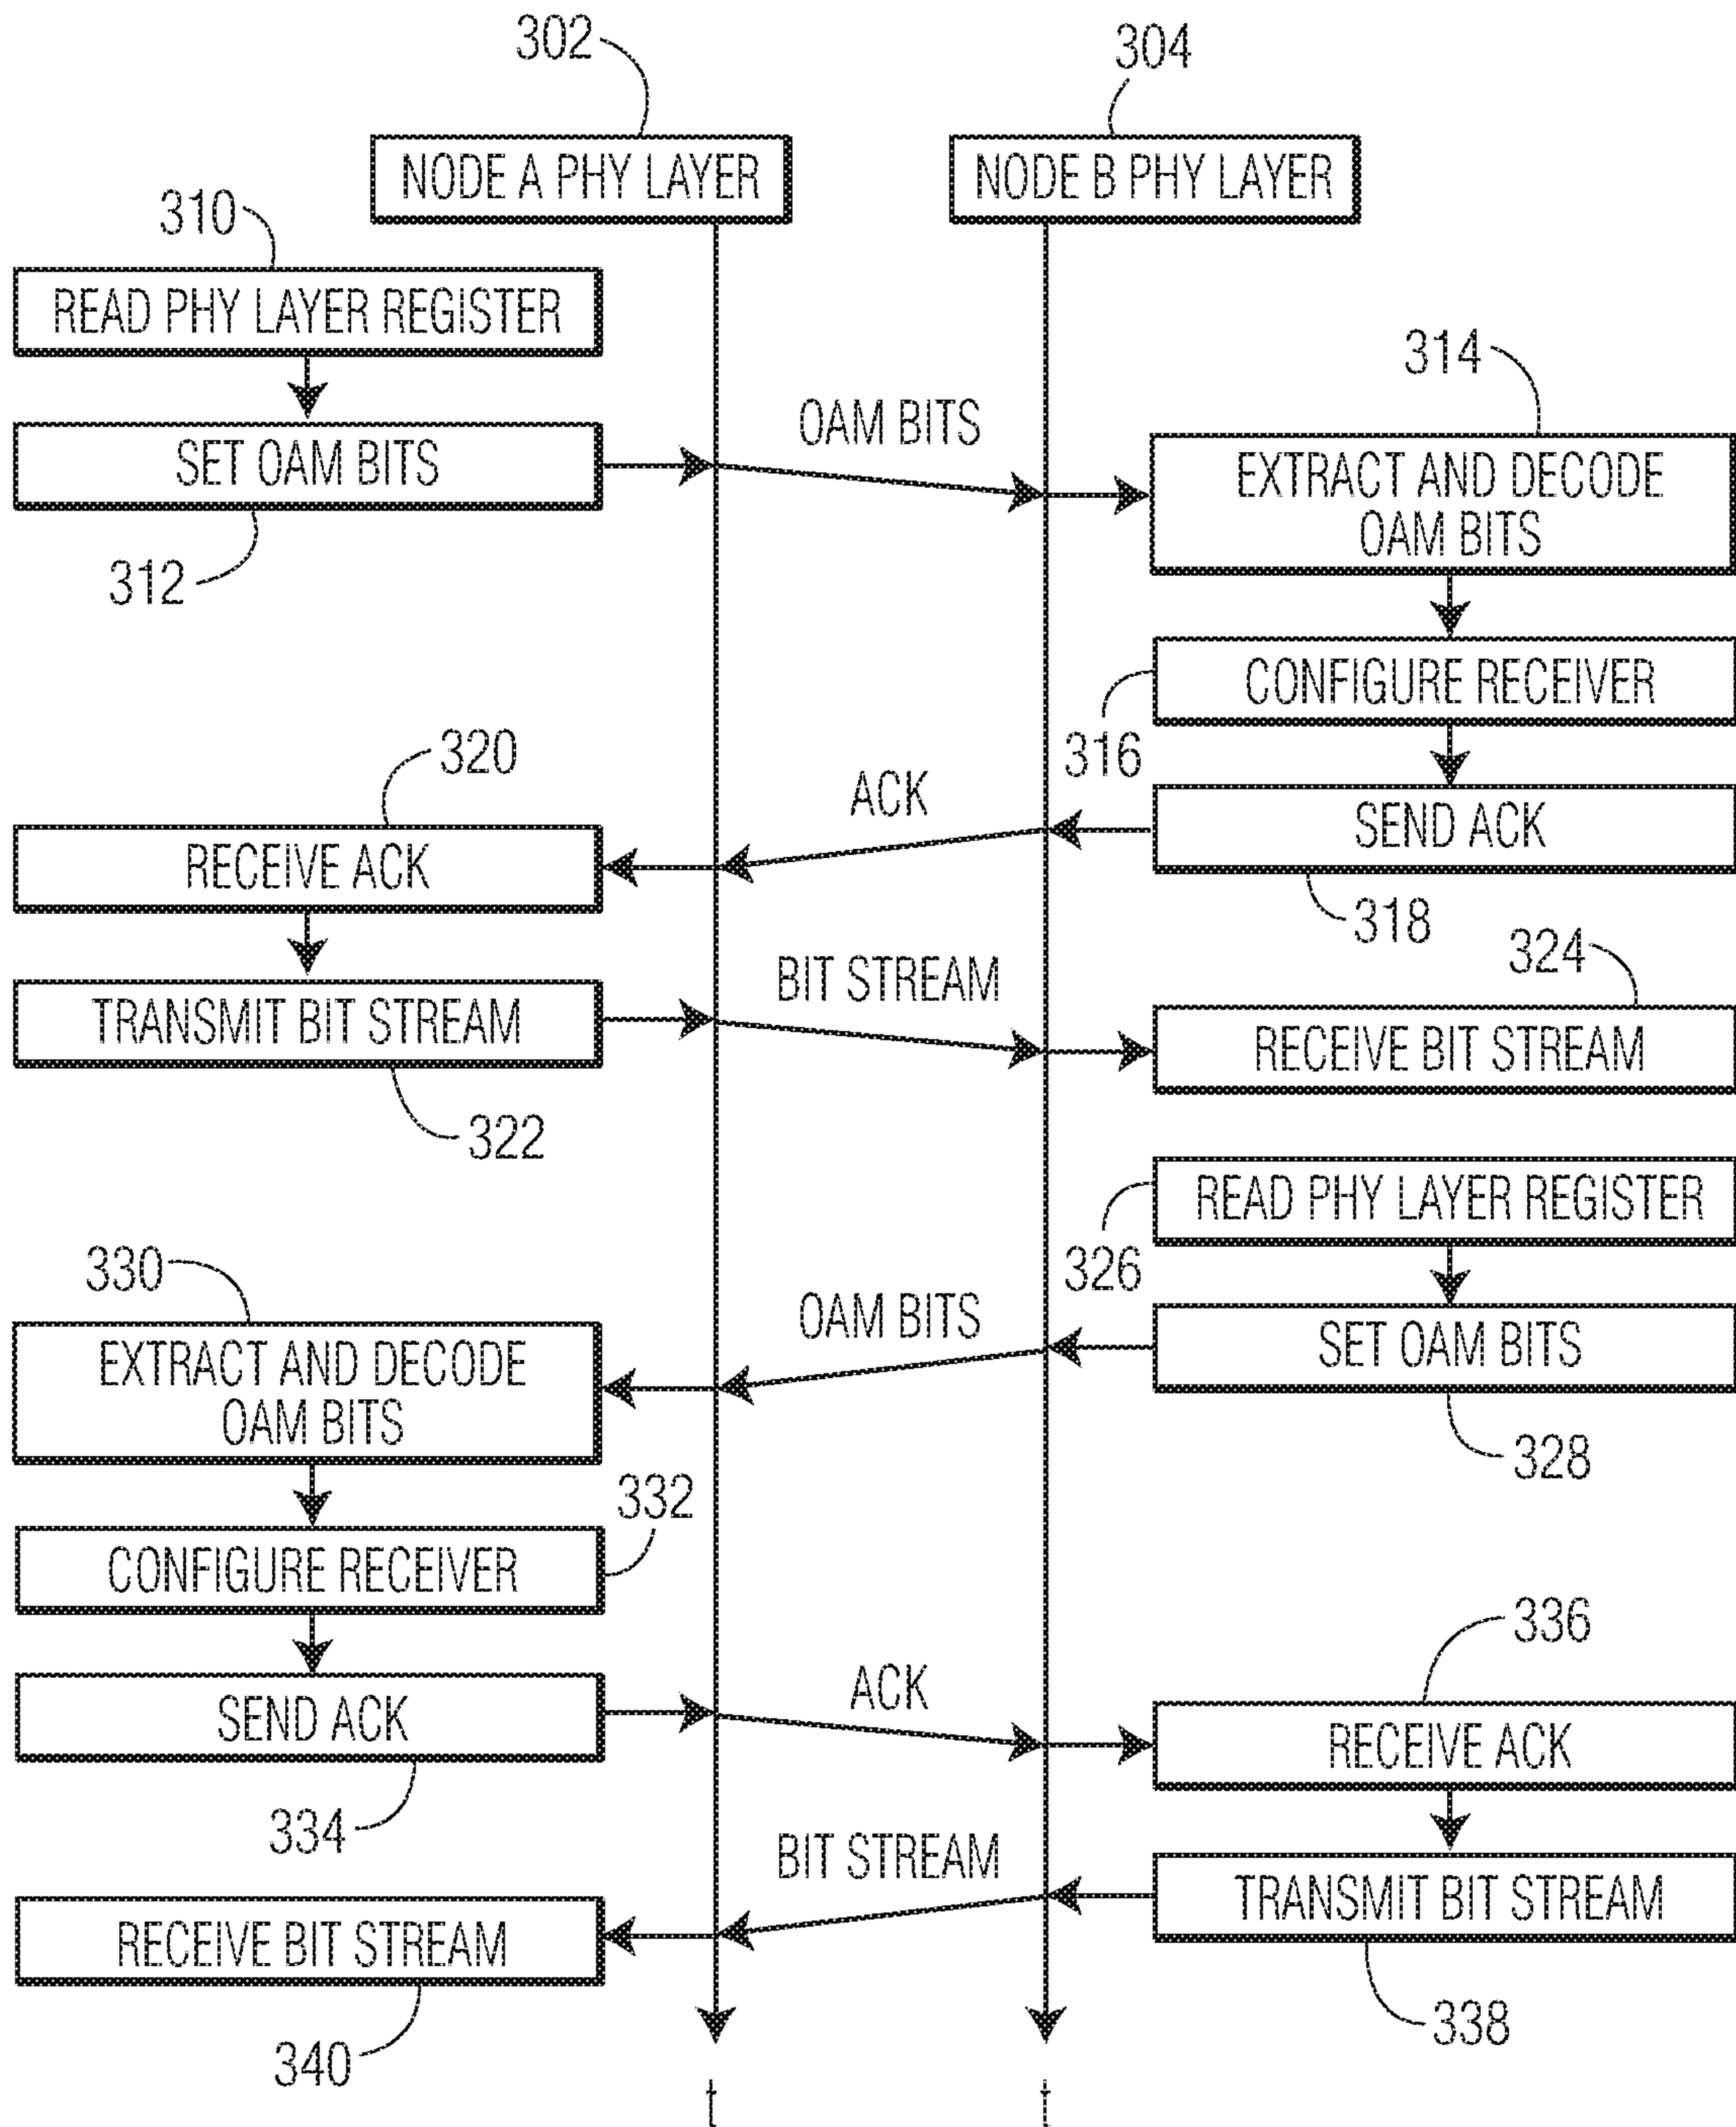 302
304
NODE A PHY LAYER
NODE B PHY LAYER
310
READ PHY LAYER REGISTER
314
OAM BITS
SET OAM BITS
EXTRACT AND DECODE
OAM BITS
312
CONFIGURE RECEIVER
316
320
ACK
SEND ACK
RECEIVE ACK
318
324
BIT STREAM
TRANSMIT BIT STREAM
RECEIVE BIT STREAM
322
READ PHY LAYER REGISTER
326
330
OAM BITS
SET OAM BITS
EXTRACT AND DECODE
OAM BITS
328
332
CONFIGURE RECEIVER
336
ACK
SEND ACK
RECEIVE ACK
334
BIT STREAM
TRANSMIT BIT STREAM
RECEIVE BIT STREAM
338
340
t
t